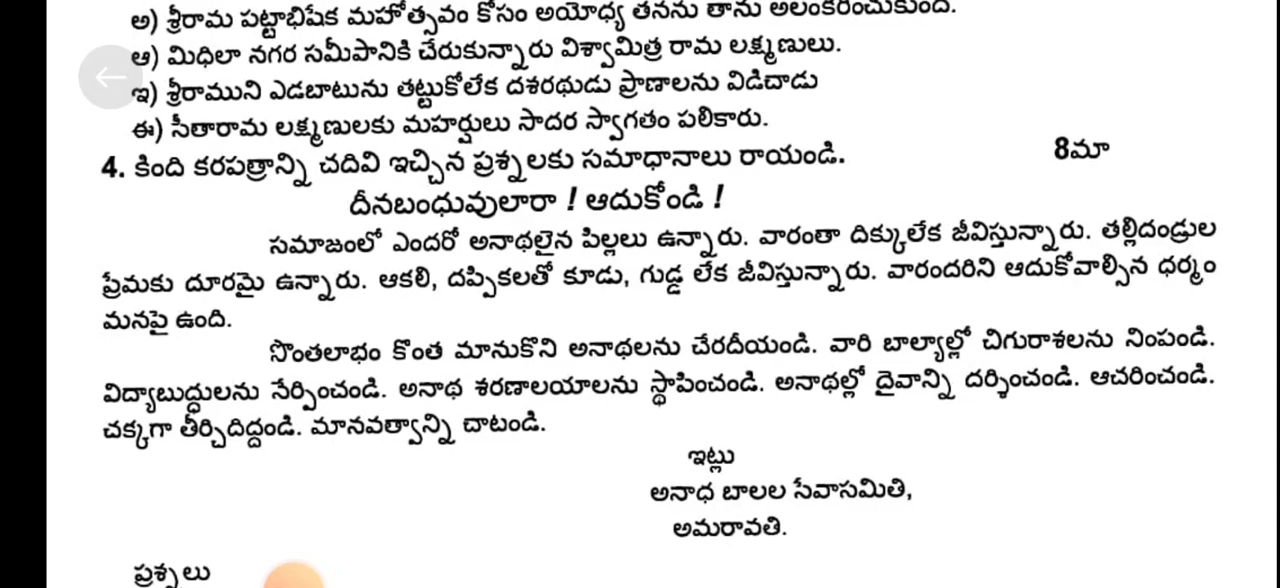 అ) శ్రీరామ పట్టాభిషేక మహోత్సవం కోసం అయోధ్య తనను తాను అలంకరించుకుంది.
ఆ) మిధిలా నగర సమీపానికి చేరుకున్నారు విశ్వామిత్ర రామ లక్ష్మణులు.
ఇ) శ్రీరాముని ఎడబాటును తట్టుకోలేక దశరథుడు ప్రాణాలను విడిచాడు
ఈ) సీతారామ లక్ష్మణులకు మహర్షులు సాదర స్వాగతం పలికారు.
4. కింది కరపత్రాన్ని చదివి ఇచ్చిన ప్రశ్నలకు సమాధానాలు రాయండి. 8మా
దీనబంధువులారా ! ఆదుకోండి !
సమాజంలో ఎందరో అనాథలైన పిల్లలు ఉన్నారు. వారంతా దిక్కులేక జీవిస్తున్నారు. తల్లిదండ్రుల
ప్రేమకు దూరమై ఉన్నారు. ఆకలి, దప్పికలతో కూడు, గుడ్డ లేక జీవిస్తున్నారు. వారందరిని ఆదుకోవాల్సిన ధర్మం
మనపై ఉంది.
సొంతలాభం కొంత మానుకొని అనాథలను చేరదీయండి. వారి బాల్యాల్లో చిగురాశలను నింపండి.
విద్యాబుద్ధులను నేర్పించండి. అనాథ శరణాలయాలను స్థాపించండి. అనాథల్లో దైవాన్ని దర్శించండి. ఆచరించండి.
చక్కగా తీర్చిదిద్దండి. మానవత్వాన్ని చాటండి.
ఇట్లు
అనాధ బాలల సేవాసమితి,
అమరావతి.
ప్రశ్నలు